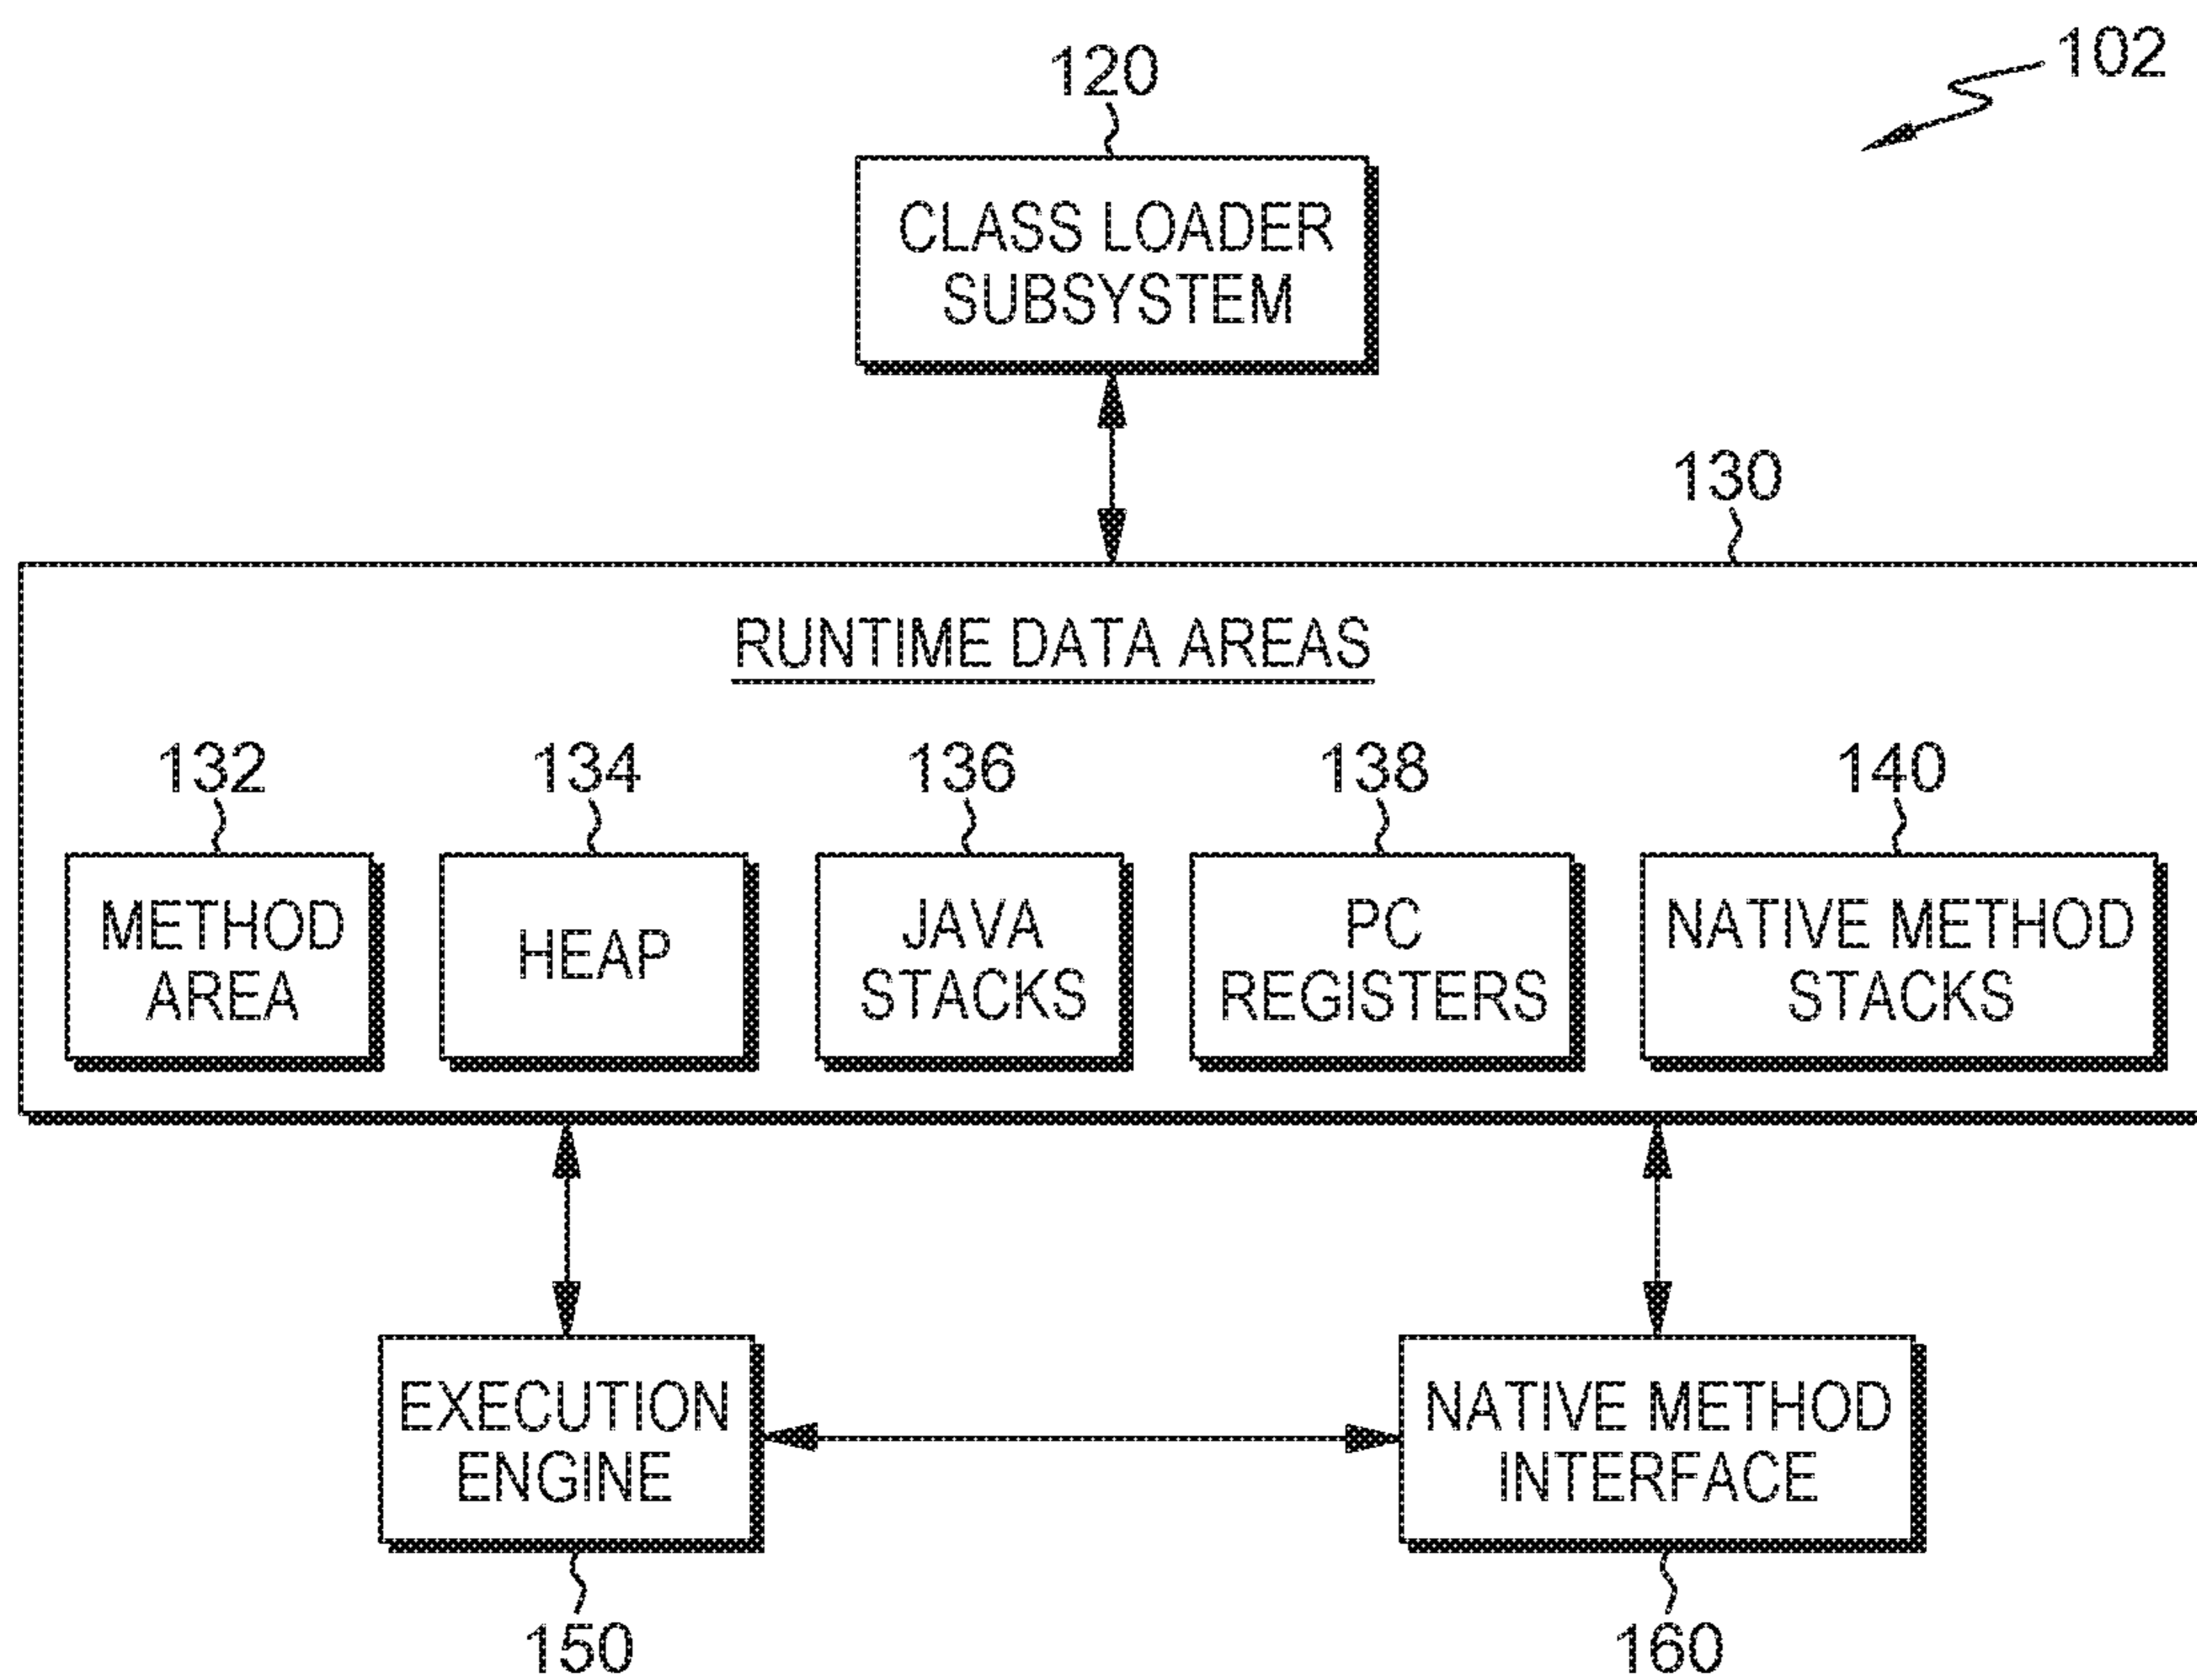 102
120
CLASS LOADER
SUBSYSTEM
130
RUNTIME DATA AREAS
132
134
136
138
140
METHOD
AREA
HEAP
JAVA
STACKS
PC
REGISTERS
NATIVE METHOD
STACKS
EXECUTION
ENGINE
NATIVE METHOD
INTERFACE
150
160